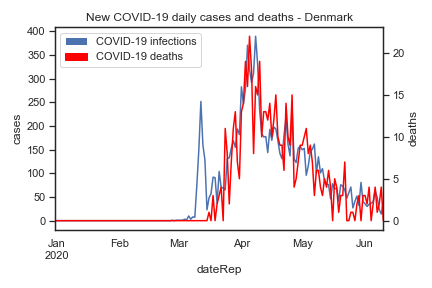 New COVID-19 daily cases and deaths - Denmark
COVID-19 infections
COVID-19 deaths
400
350
300
250
200
150
100
50
0
cases
20
15
10
5
0
deaths
Jan Feb Mar Apr May Jun
2020
dateRep